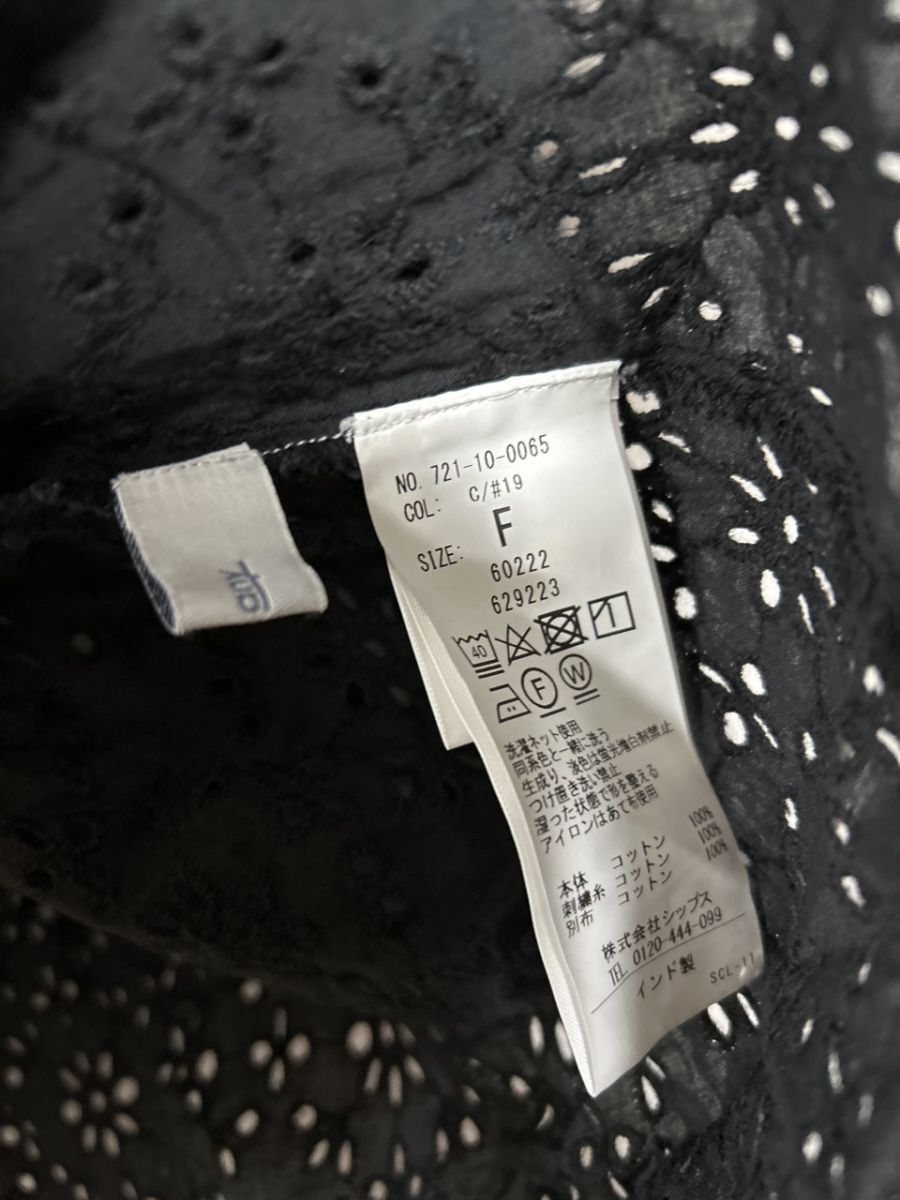 NO. 721-10-0065
COL: C/#19
SIZE: F
60222
629223
40
F W
洗濯ネット使用
同系色と一緒に洗う
生成り、淡色は蛍光増白剤禁止
つけ置き洗い禁止
湿った状態で形を整える
アイロンはあて布使用
本体 コットン 100%
刺繍糸 コットン 100%
別布 コットン 100%
株式会社シップス
TEL 0120-444-099
インド製
SCL-11